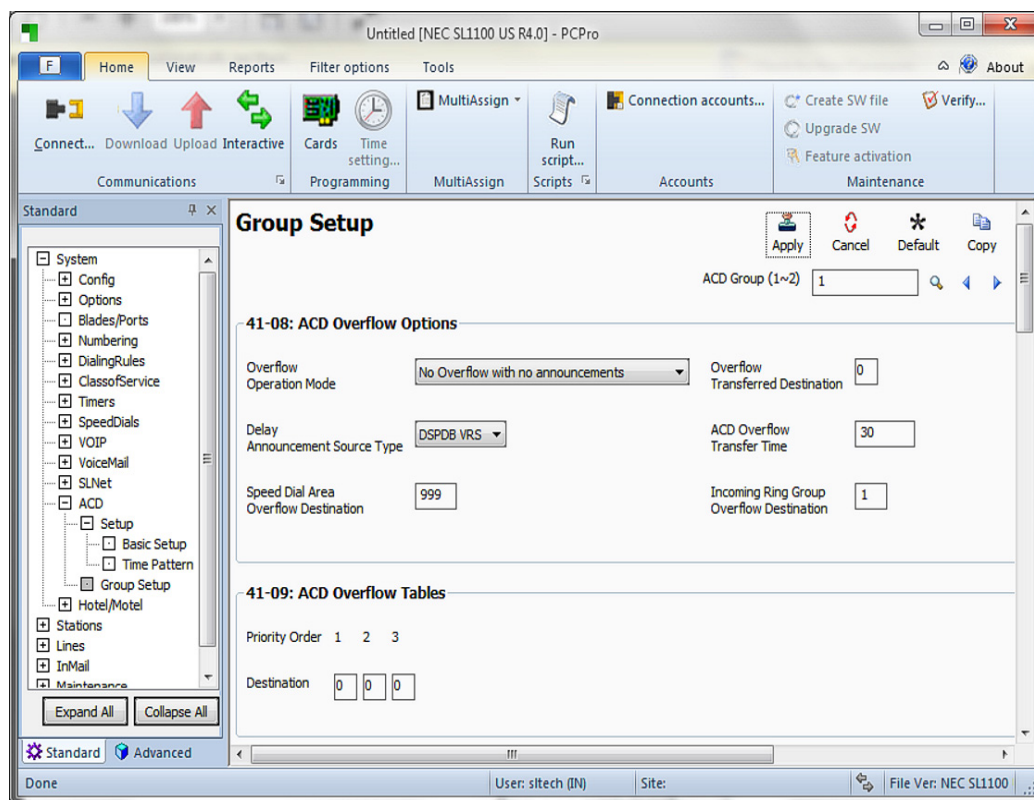 Untitled [NEC SL1100 US R4.0] - PCPro
F Home View Reports Filter options Tools About
Connect... Download Upload Interactive
Communications
Cards Time setting...
Programming
MultiAssign
MultiAssign
Run script...
Scripts
Connection accounts...
Accounts
Create SW file Verify...
Upgrade SW
Feature activation
Maintenance
Standard
System
Config
Options
Blades/Ports
Numbering
DialingRules
ClassofService
Timers
SpeedDials
VOIP
VoiceMail
SLNet
ACD
Setup
Basic Setup
Time Pattern
Group Setup
Hotel/Motel
Stations
Lines
InMail
Maintenance
Expand All Collapse All
Standard Advanced
Group Setup
Apply Cancel Default Copy
ACD Group (1~2) 1
41-08: ACD Overflow Options
Overflow
Operation Mode No Overflow with no announcements
Overflow
Transferred Destination 0
Delay
Announcement Source Type DSPDB VRS
ACD Overflow
Transfer Time 30
Speed Dial Area
Overflow Destination 999
Incoming Ring Group
Overflow Destination 1
41-09: ACD Overflow Tables
Priority Order 1 2 3
Destination 0 0 0
Done User: sltech (IN) Site: File Ver: NEC SL1100